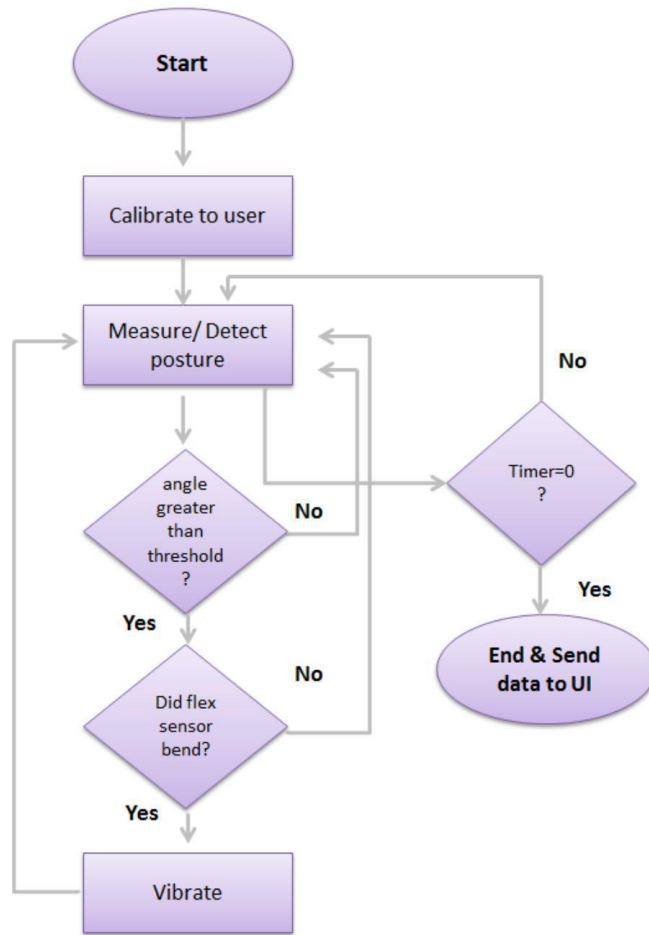 Start
Calibrate to user
Measure/ Detect
posture
No
angle
greater
than
threshold
?
No
Timer=0
?
Yes
Yes
End & Send
data to UI
Did flex
sensor
bend?
No
Yes
Vibrate